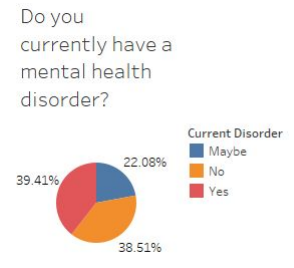 Do you
currently have a
mental health
disorder?
Current Disorder
Maybe
No
Yes
22.08%
39.41%
38.51%